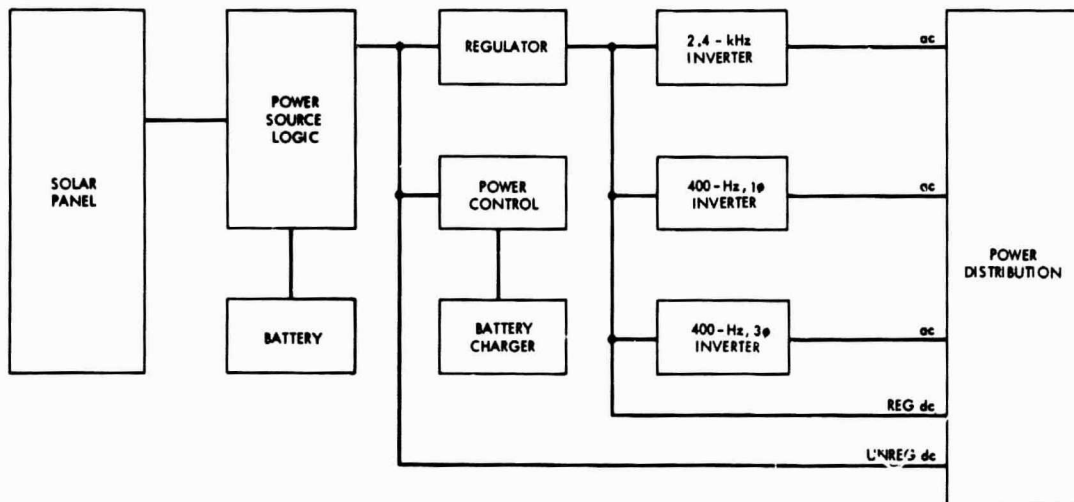 SOLAR
PANEL
POWER
SOURCE
LOGIC
BATTERY
REGULATOR
POWER
CONTROL
BATTERY
CHARGER
2.4-kHz
INVERTER
400-Hz, 1φ
INVERTER
400-Hz, 3φ
INVERTER
ac
ac
ac
REG dc
UNREG dc
POWER
DISTRIBUTION